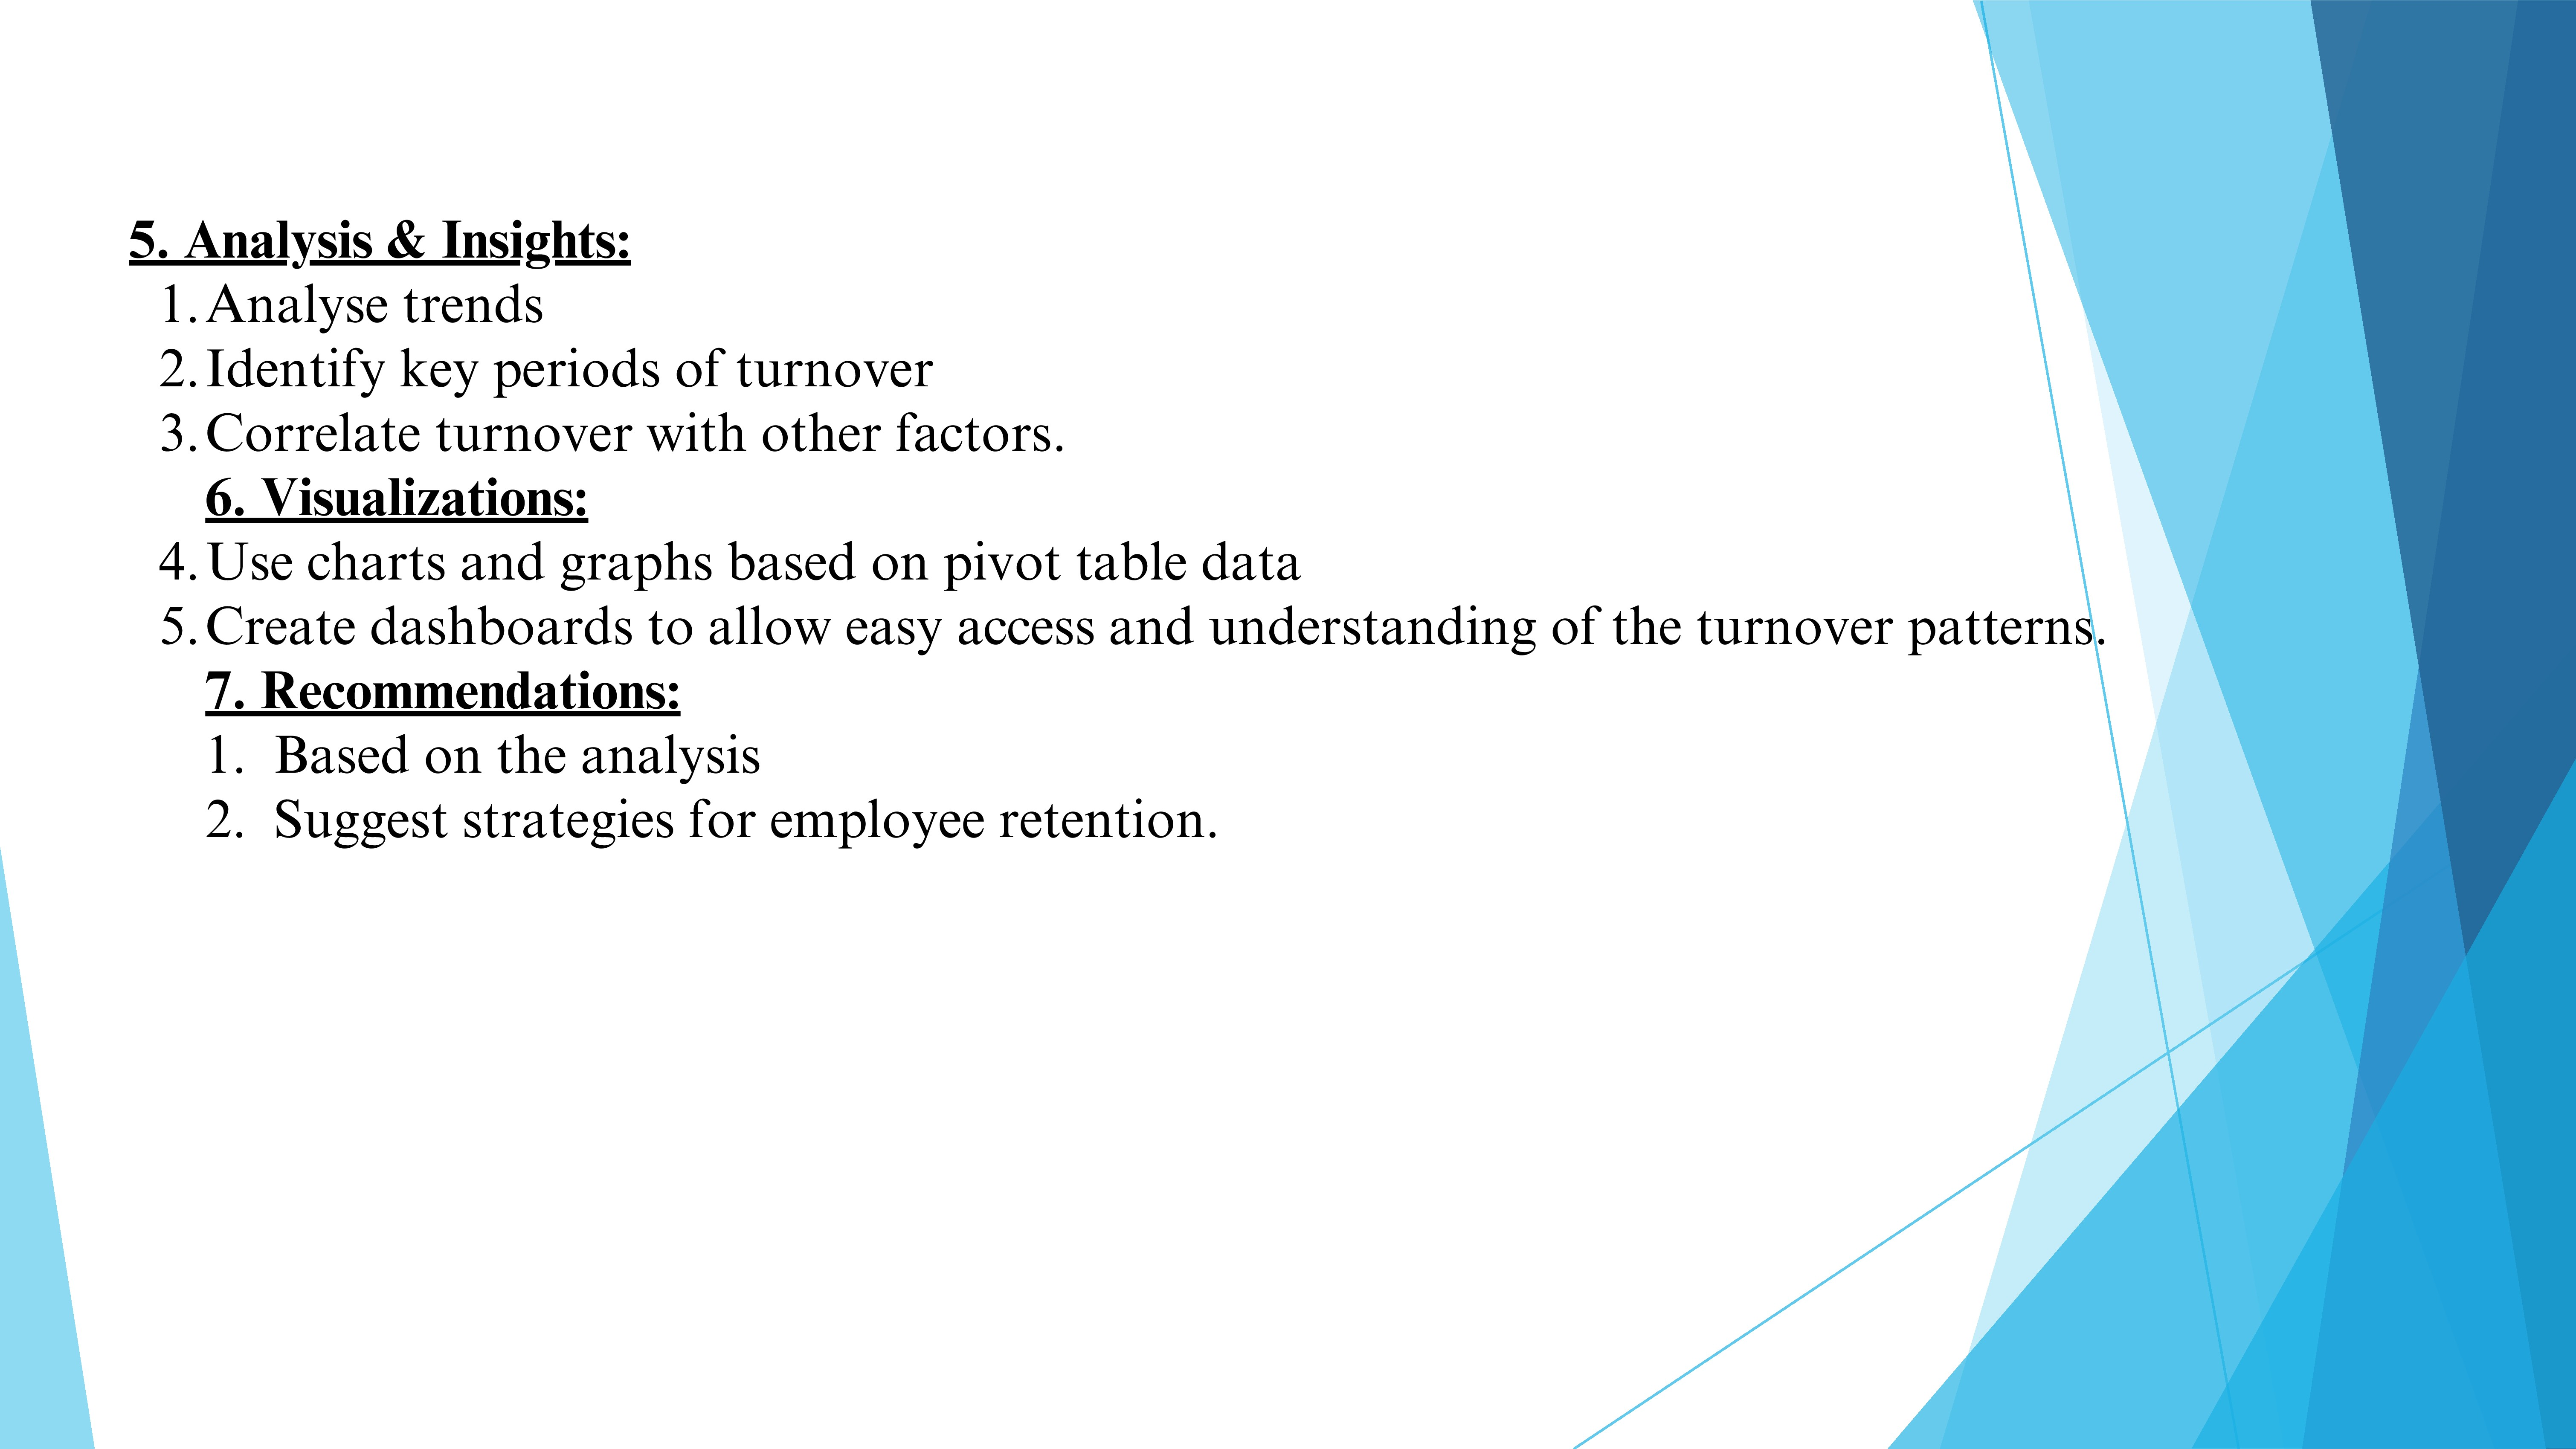 5. Analysis & Insights:
1. Analyse trends
2. Identify key periods of turnover
3. Correlate turnover with other factors.
6. Visualizations:
4. Use charts and graphs based on pivot table data
5. Create dashboards to allow easy access and understanding of the turnover patterns.
7. Recommendations:
1. Based on the analysis
2. Suggest strategies for employee retention.